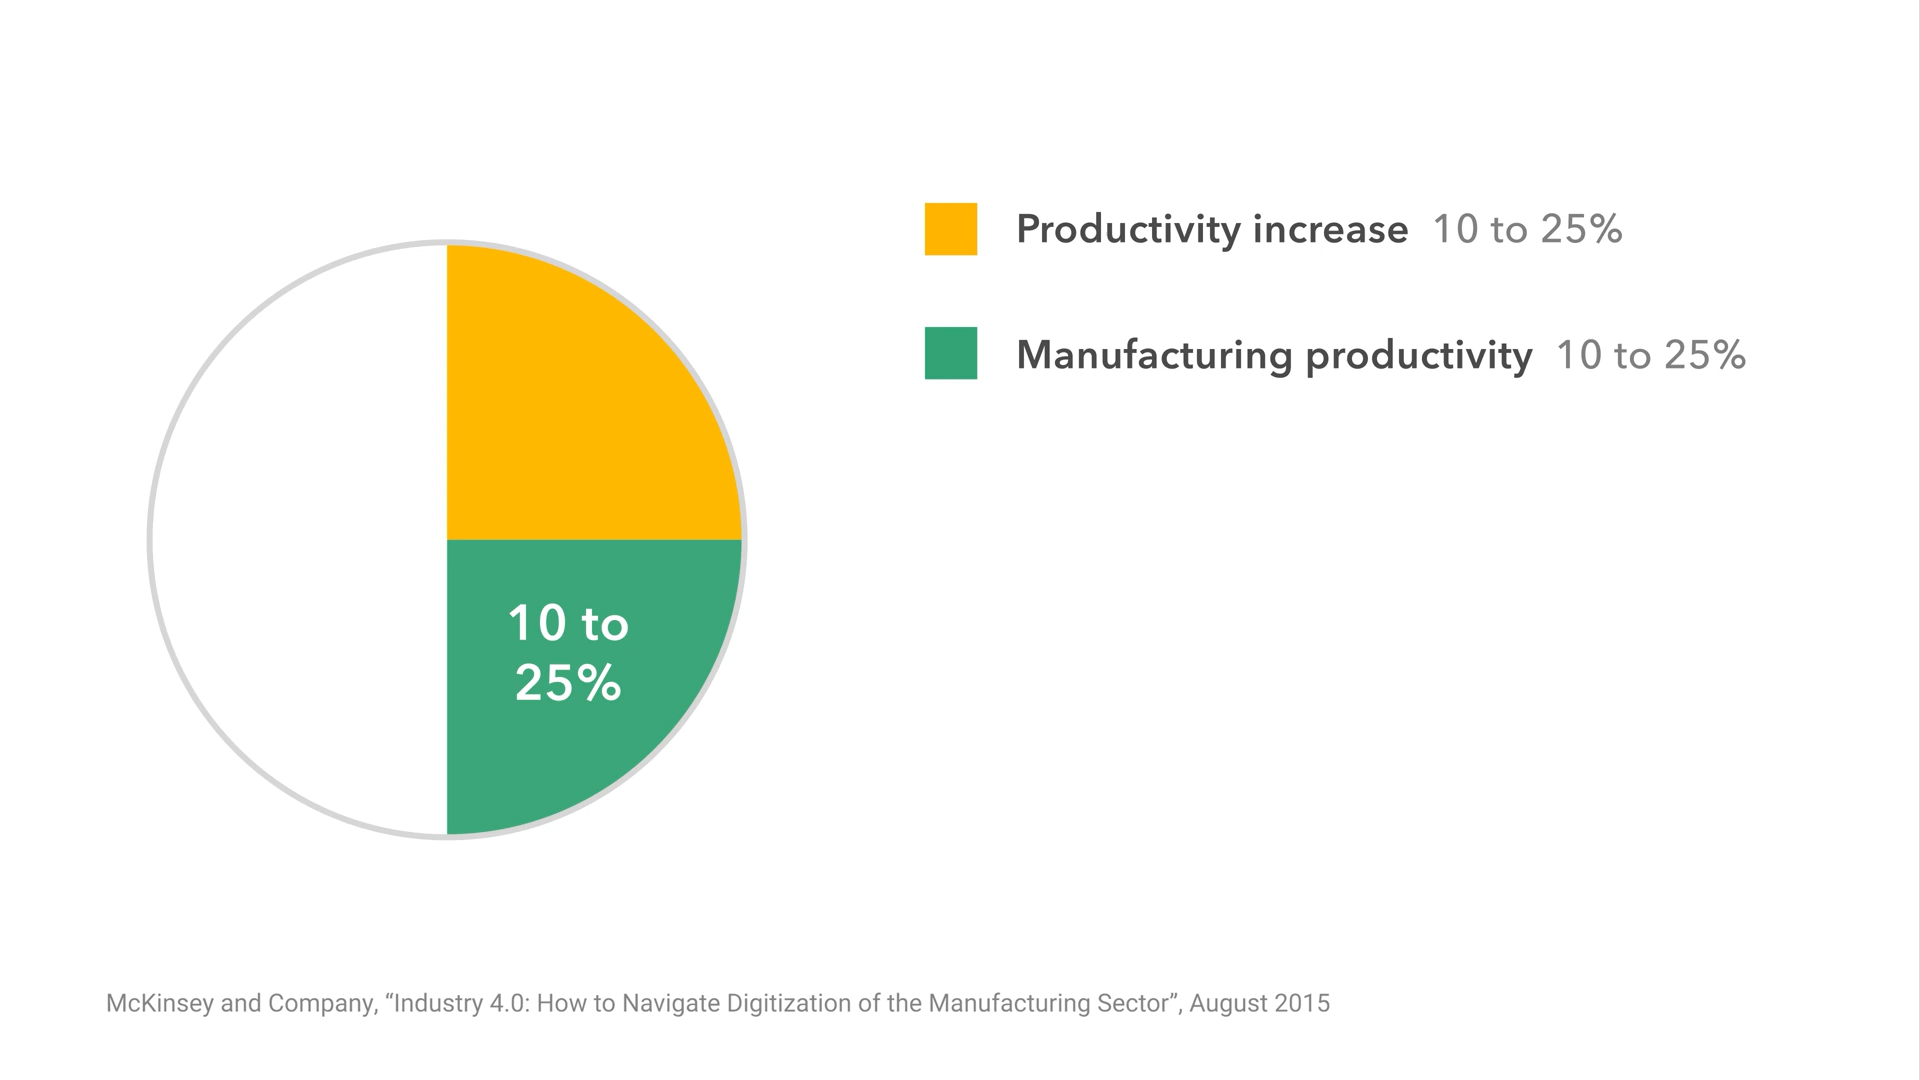 Productivity increase 10 to 25%
Manufacturing productivity 10 to 25%
10 to
25%
McKinsey and Company, “Industry 4.0: How to Navigate Digitization of the Manufacturing Sector”, August 2015